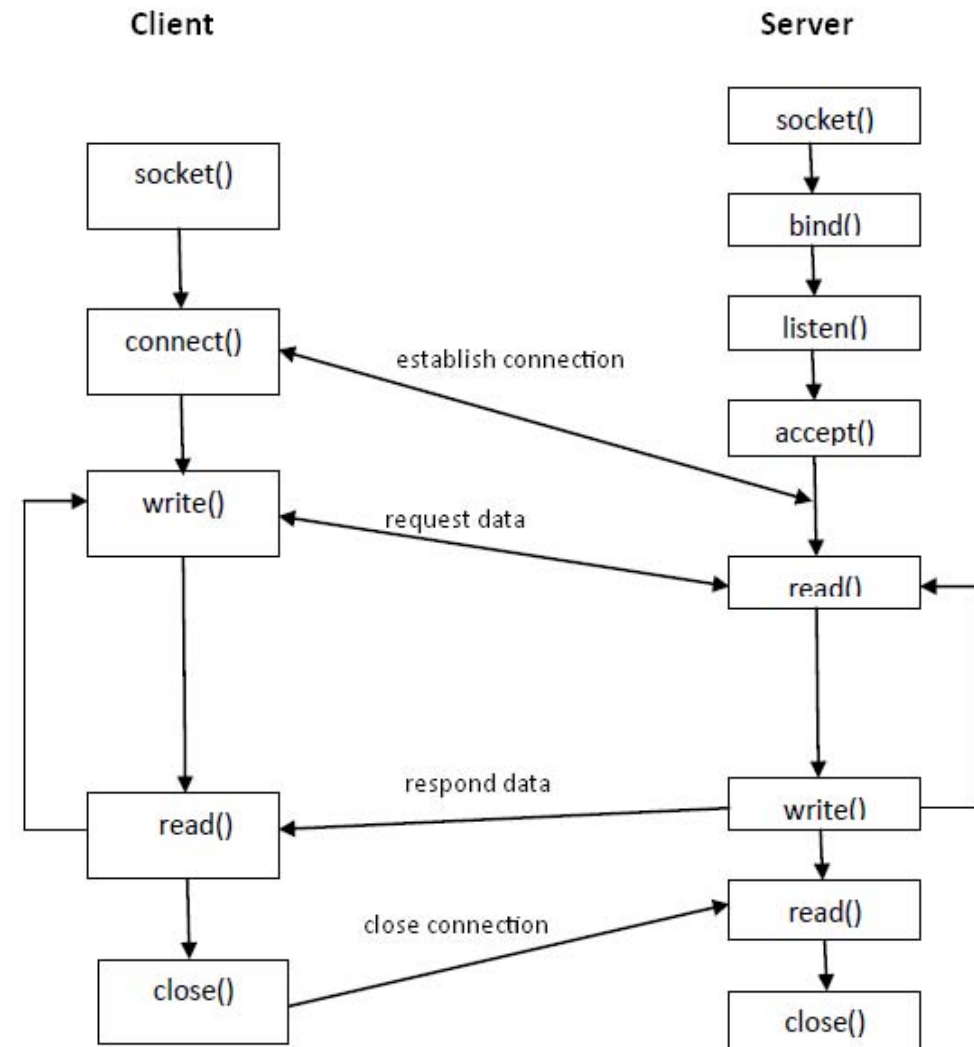 Client
Server
socket()
bind()
listen()
accept()
socket()
connect()
establish connection
write()
request data
read()
respond data
read()
write()
read()
close connection
close()
close()